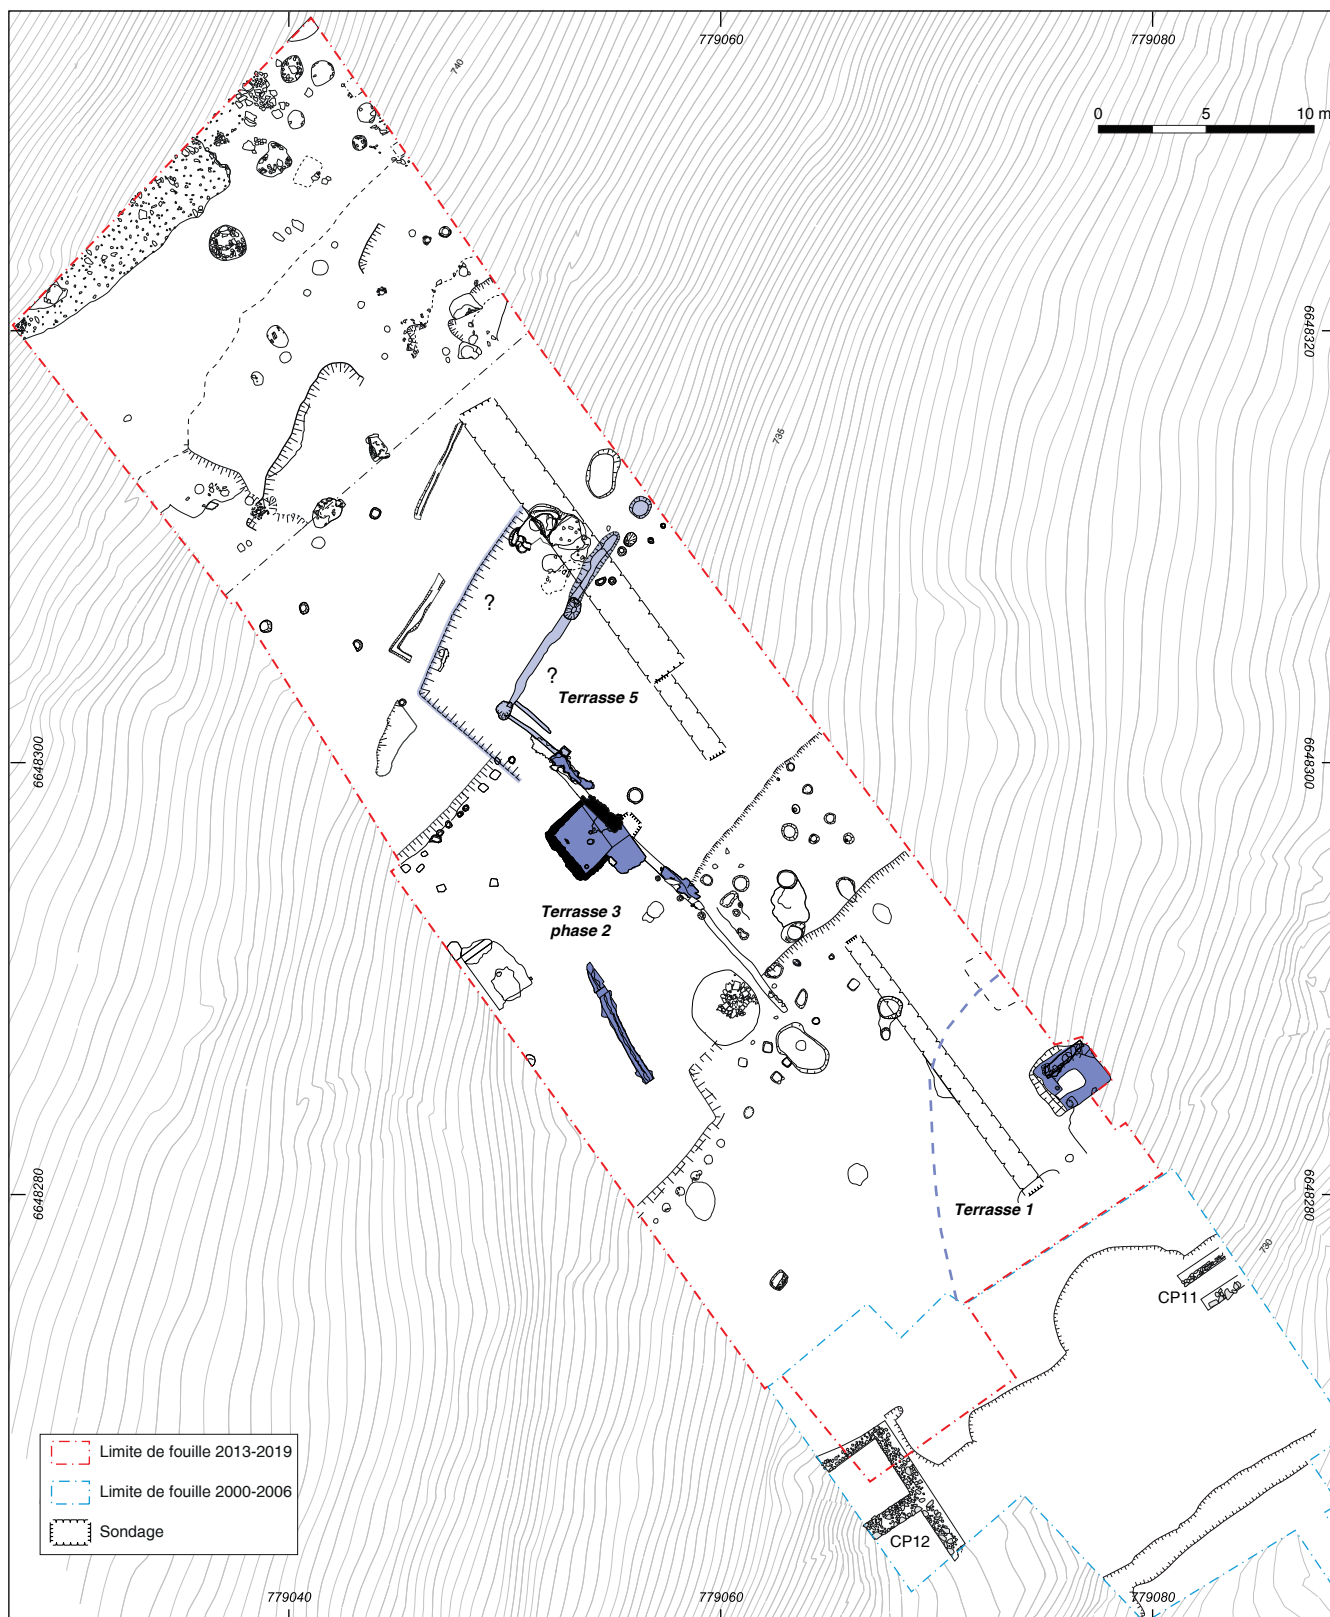 779060
779080
740
0 5 10 m
6648320
735
?
?
Terrasse 5
6648300
6648300
Terrasse 3
phase 2
6648280
6648280
Terrasse 1
730
CP11
CP12
Limite de fouille 2013-2019
Limite de fouille 2000-2006
Sondage
779040
779060
779080